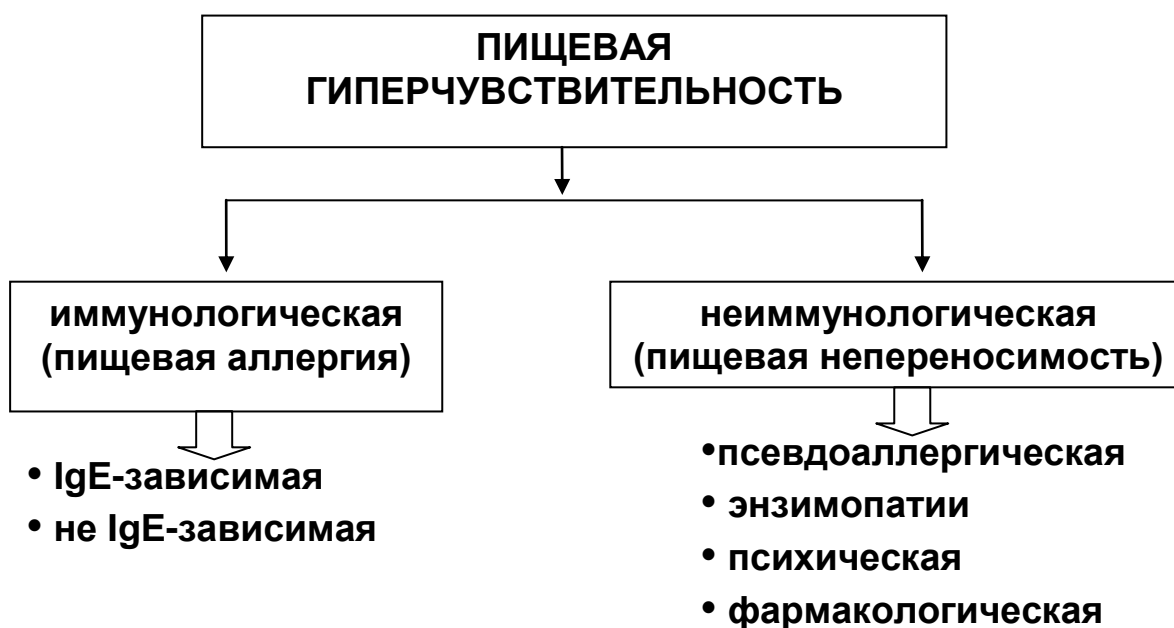 ПИЩЕВАЯ
ГИПЕРЧУВСТВИТЕЛЬНОСТЬ
иммунологическая
(пищевая аллергия)
• IgE-зависимая
• не IgE-зависимая
неиммунологическая
(пищевая непереносимость)
•псевдоаллергическая
• энзимопатии
• психическая
• фармакологическая